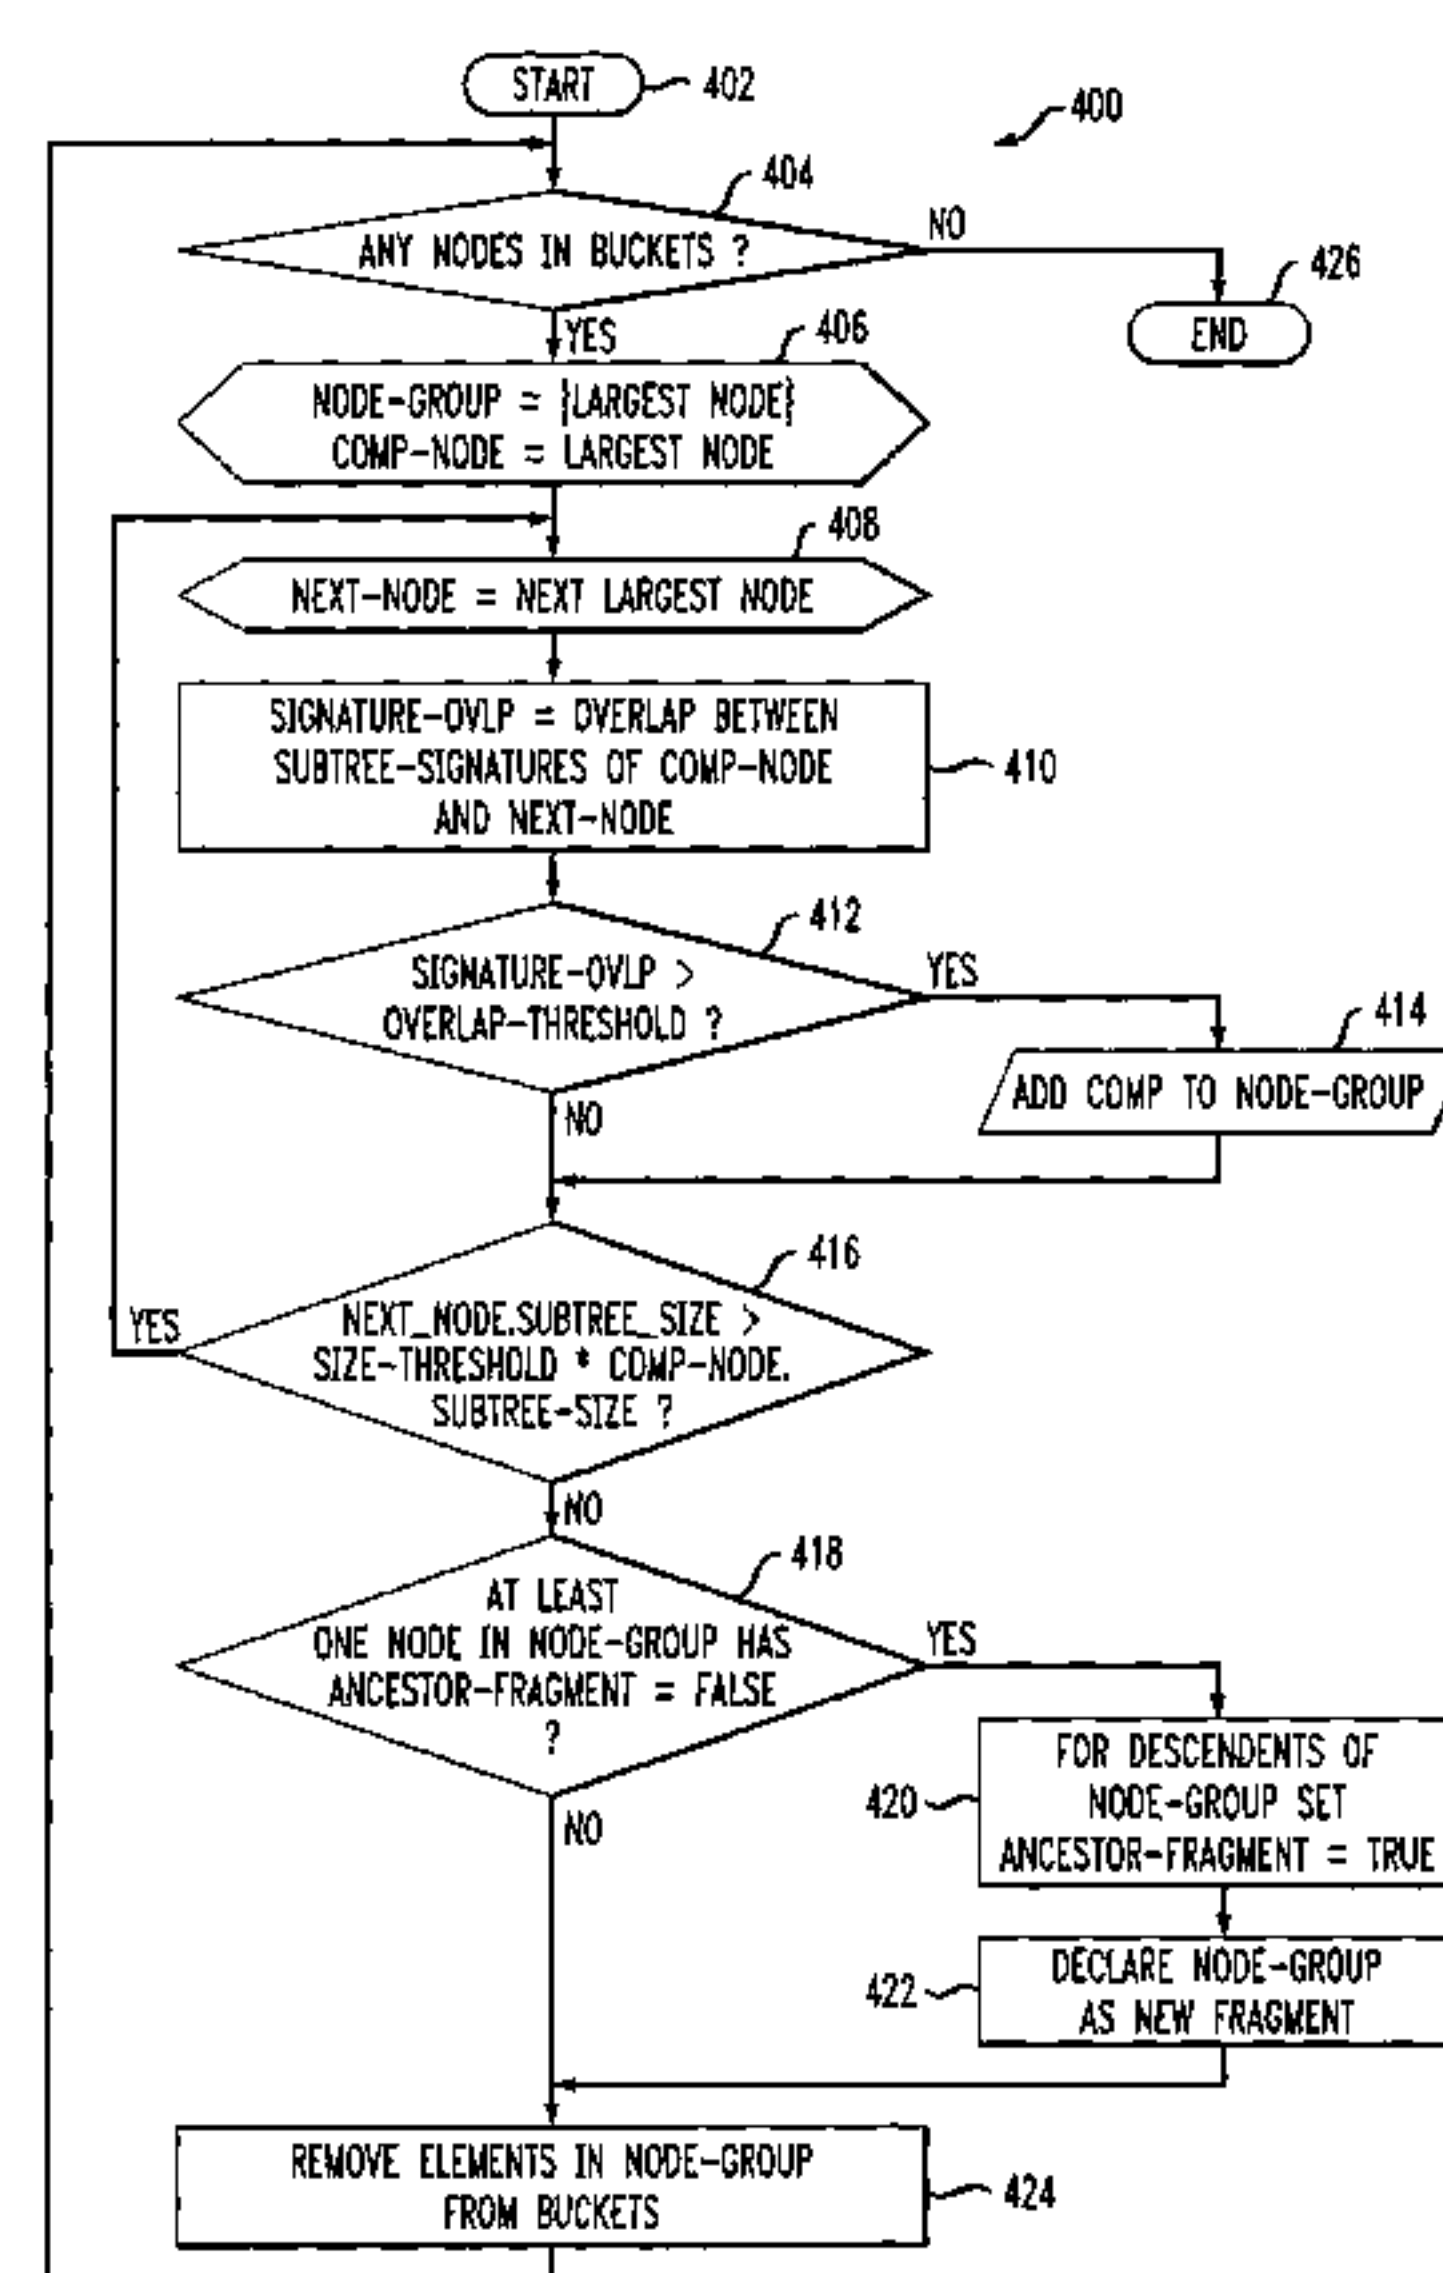 START
402
400
404
ANY NODES IN BUCKETS ?
NO
426
END
YES
406
NODE-GROUP = {LARGEST NODE}
COMP-NODE = LARGEST NODE
408
NEXT-NODE = NEXT LARGEST NODE
SIGNATURE-OVLP = OVERLAP BETWEEN
SUBTREE-SIGNATURES OF COMP-NODE
AND NEXT-NODE
410
412
SIGNATURE-OVLP >
OVERLAP-THRESHOLD ?
YES
414
ADD COMP TO NODE-GROUP
NO
416
NEXT_NODE.SUBTREE_SIZE >
SIZE-THRESHOLD * COMP-NODE.
SUBTREE-SIZE ?
YES
NO
418
AT LEAST
ONE NODE IN NODE-GROUP HAS
ANCESTOR-FRAGMENT = FALSE
?
YES
FOR DESCENDENTS OF
NODE-GROUP SET
ANCESTOR-FRAGMENT = TRUE
420
NO
DECLARE NODE-GROUP
AS NEW FRAGMENT
422
REMOVE ELEMENTS IN NODE-GROUP
FROM BUCKETS
424